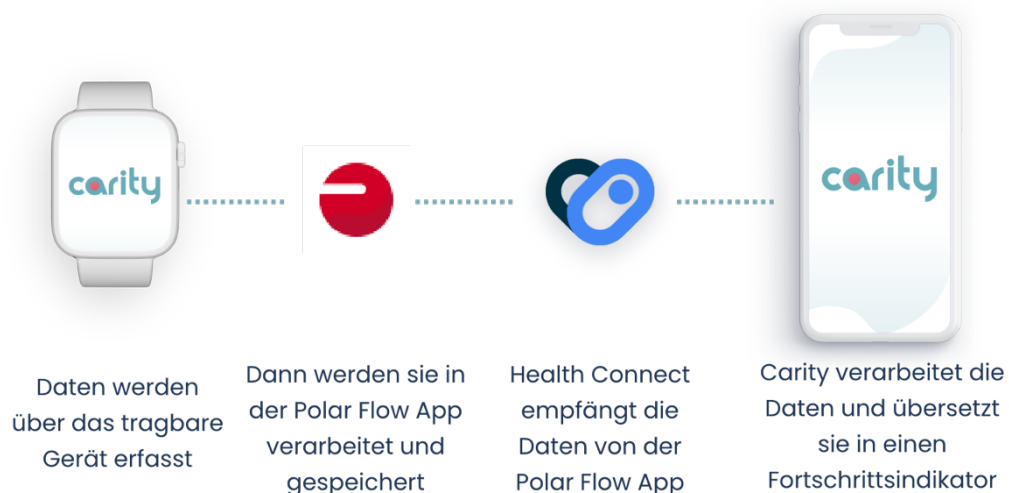 carity
carity
Daten werden
über das tragbare
Gerät erfasst
Dann werden sie in
der Polar Flow App
verarbeitet und
gespeichert
Health Connect
empfängt die
Daten von der
Polar Flow App
Carity verarbeitet die
Daten und übersetzt
sie in einen
Fortschrittsindikator